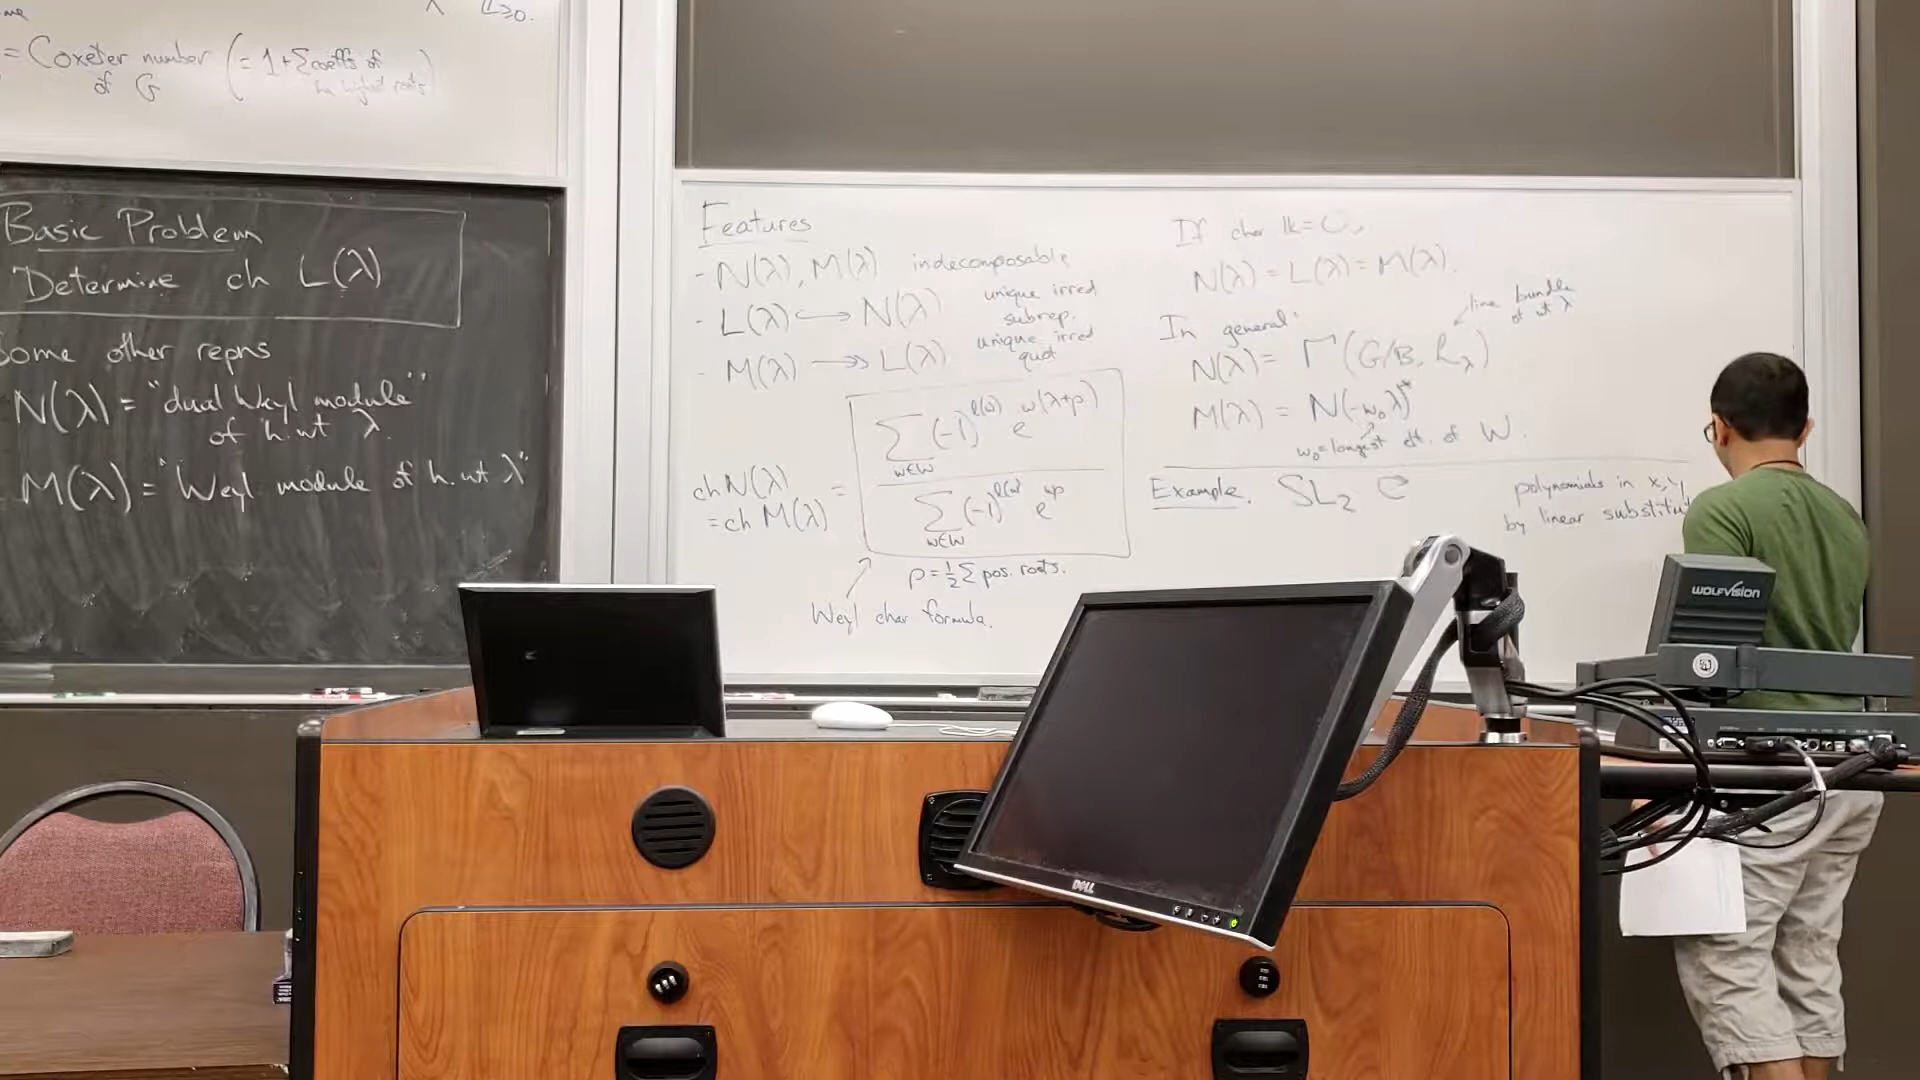 = Coxeter number (= 1 + Σ coeffs of
of G
Basic Problem
Determine ch L(λ)
Some other repns
N(λ) = "dual Weyl module"
of h. wt λ.
M(λ) = "Weyl module of h. wt λ"
Features
- N(λ), M(λ) indecomposable
- L(λ) ↪ N(λ) unique irred
subrep.
- M(λ) ↠ L(λ) unique irred
quot
ch N(λ)
= ch M(λ) =
Σ (-1)^{l(w)} e^{w(λ+ρ)}
w∈W
Σ (-1)^{l(w)} e^{wρ}
w∈W
ρ = ½ Σ pos. roots.
Weyl char formula.
If char 𝕜 = 0,
N(λ) = L(λ) = M(λ).
In general:
line bundle
of wt λ
N(λ) = Γ(G/B, ℒ_λ)
M(λ) = N(-w₀λ)*
w₀ = longest elt. of W.
Example. SL₂
polynomials in x,y
by linear
WOLFVISION
DELL